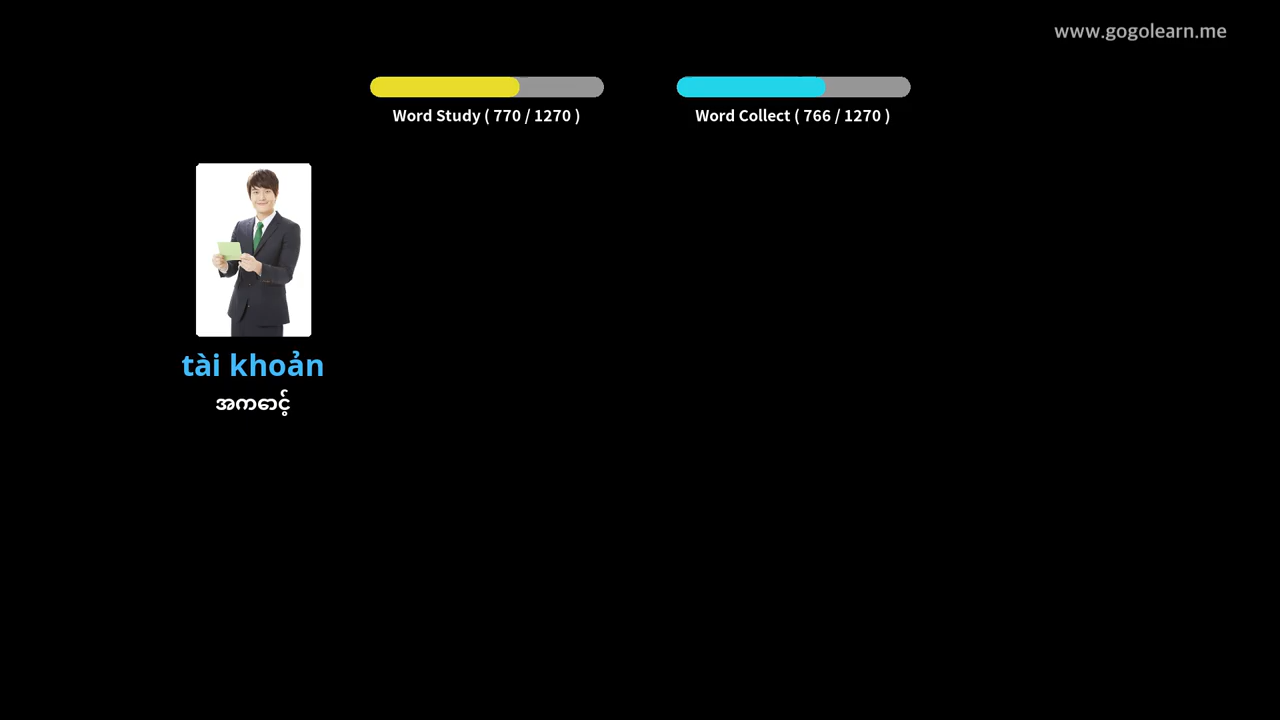 www.gogolearn.me
Word Study ( 770 / 1270 )
Word Collect ( 766 / 1270 )
tài khoản
အကောင့်